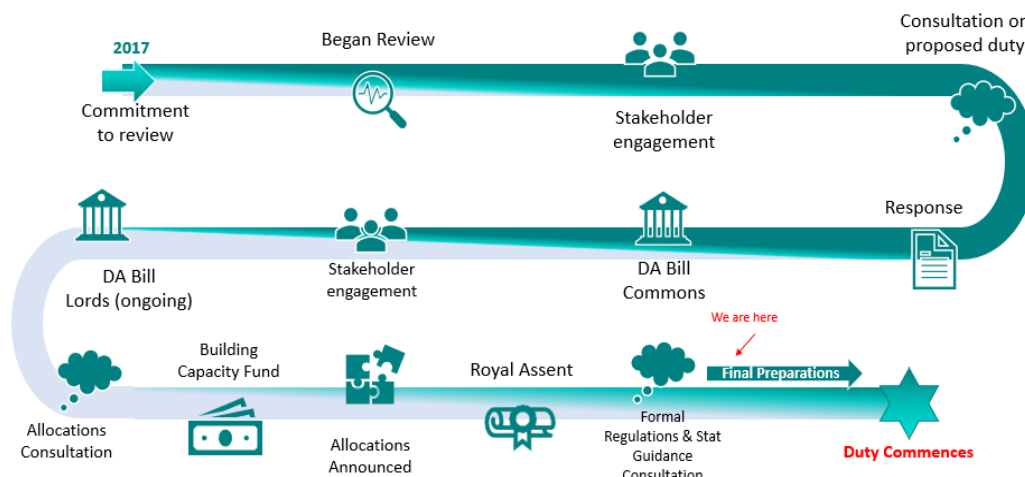 2017
Commitment
to review
Began Review
Stakeholder
engagement
Consultation on
proposed duty
Response
DA Bill
Commons
Stakeholder
engagement
DA Bill
Lords (ongoing)
Allocations
Consultation
Building
Capacity Fund
Allocations
Announced
Royal Assent
Formal
Regulations & Stat
Guidance
Consultation
We are here
Final Preparations
Duty Commences